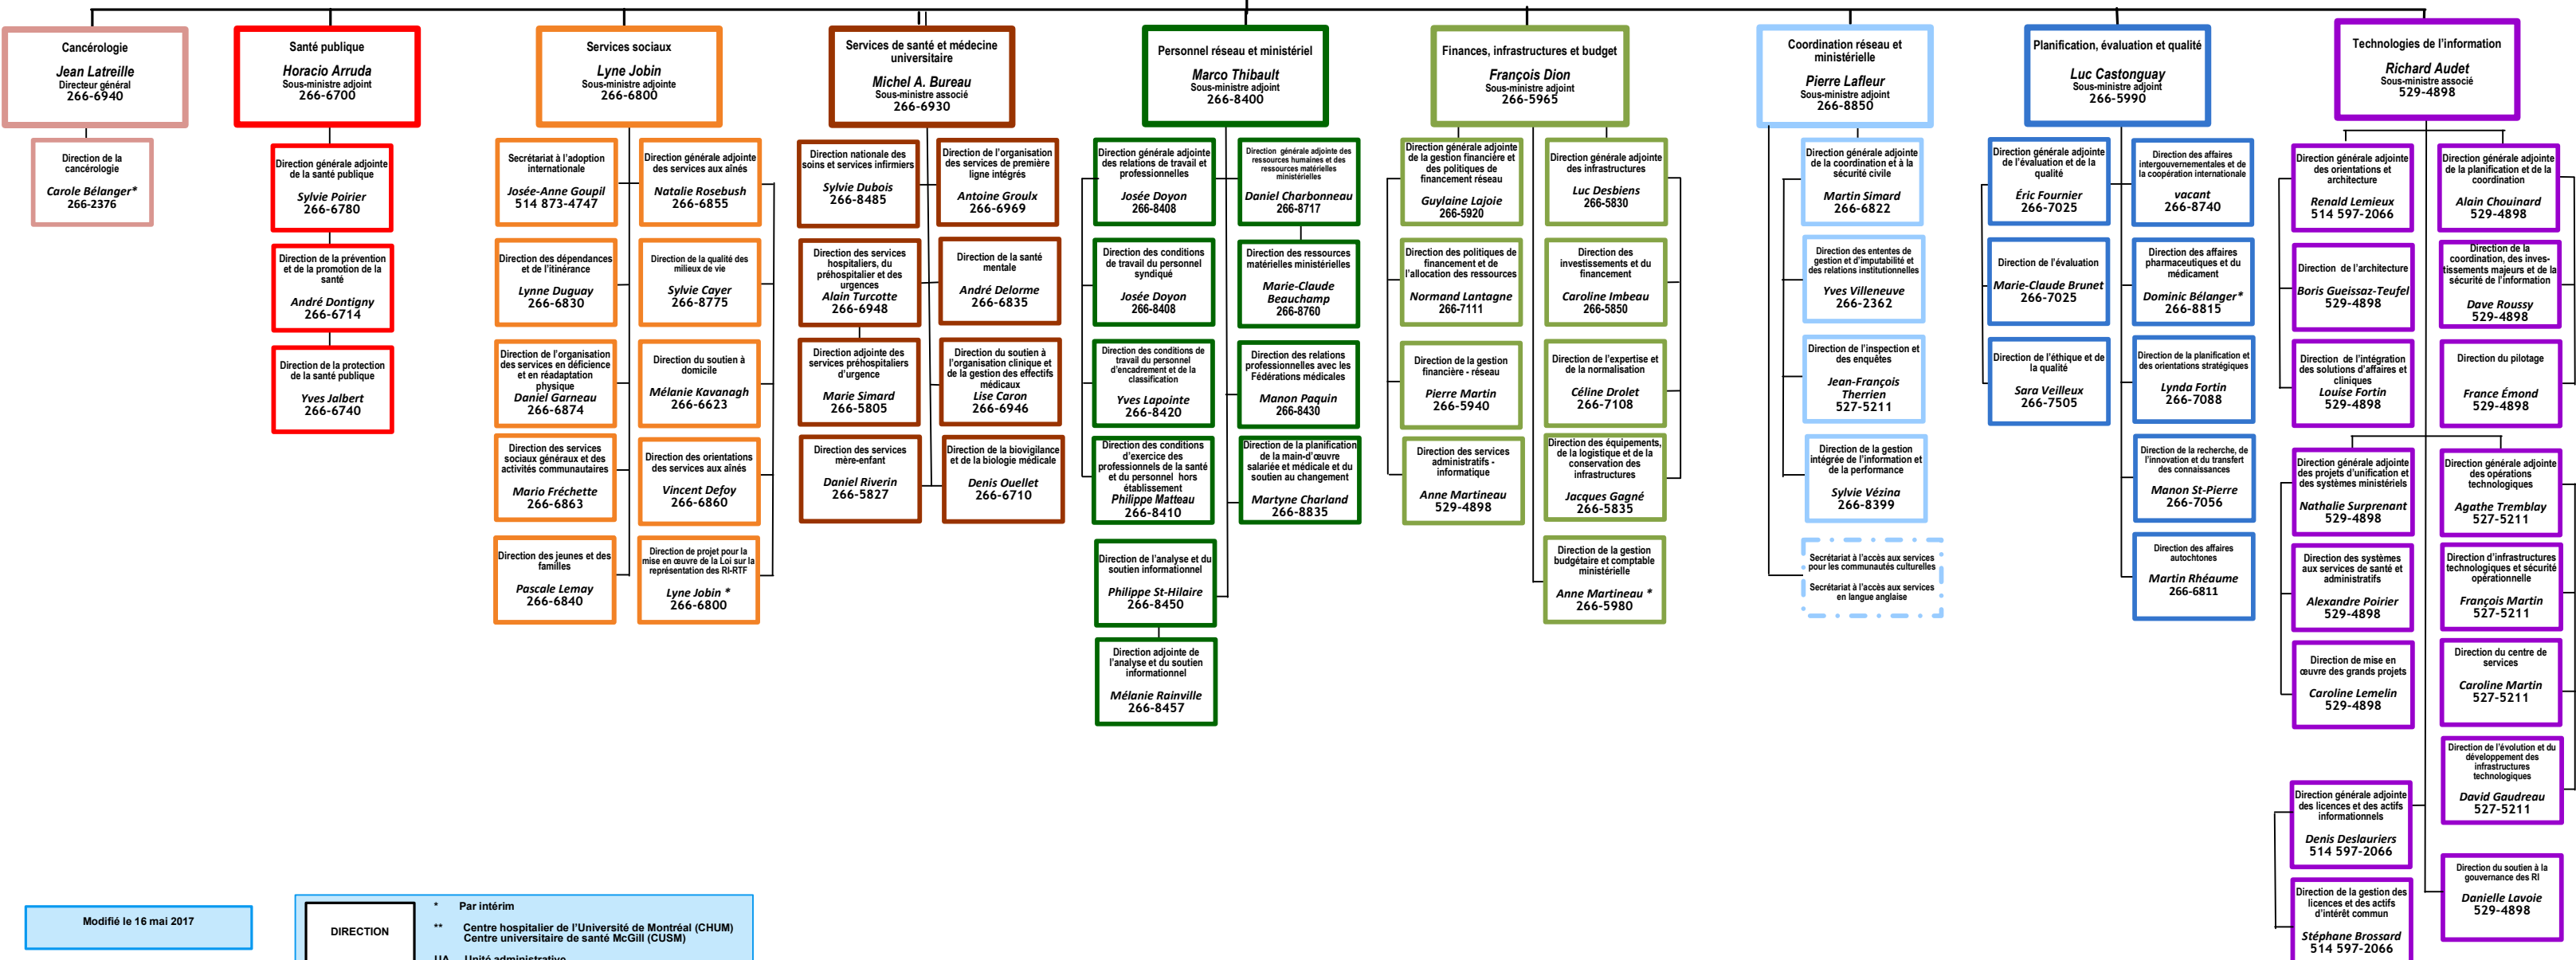 Cancérologie
Jean Latreille
Directeur général
266-6940
Direction de la
cancérologie
Carole Bélanger*
266-2376
Santé publique
Horacio Arruda
Sous-ministre adjoint
266-6700
Direction générale adjointe
de la santé publique
Sylvie Poirier
266-6780
Direction de la prévention
et de la promotion de la
santé
André Dontigny
266-6714
Direction de la protection
de la santé publique
Yves Jalbert
266-6740
Services sociaux
Lyne Jobin
Sous-ministre adjointe
266-6800
Secrétariat à l'adoption
internationale
Josée-Anne Goupil
514 873-4747
Direction générale adjointe
des services aux aînés
Natalie Rosebush
266-6855
Direction des dépendances
et de l'itinérance
Lynne Duguay
266-6830
Direction de la qualité des
milieux de vie
Sylvie Cayer
266-8775
Direction de l'organisation
des services en déficience
et en réadaptation
physique
Daniel Garneau
266-6874
Direction du soutien à
domicile
Mélanie Kavanagh
266-6623
Direction des services
sociaux généraux et des
activités communautaires
Mario Fréchette
266-6863
Direction des orientations
des services aux aînés
Vincent Defoy
266-6860
Direction des jeunes et des
familles
Pascale Lemay
266-6840
Direction de projet pour la
mise en œuvre de la Loi sur la
représentation des RI-RTF
Lyne Jobin *
266-6800
Services de santé et médecine
universitaire
Michel A. Bureau
Sous-ministre associé
266-6930
Direction nationale des
soins et services infirmiers
Sylvie Dubois
266-8485
Direction de l'organisation
des services de première
ligne intégrés
Antoine Groulx
266-6969
Direction des services
hospitaliers, du
préhospitalier et des
urgences
Alain Turcotte
266-6948
Direction de la santé
mentale
André Delorme
266-6835
Direction adjointe des
services préhospitaliers
d'urgence
Marie Simard
266-5805
Direction du soutien à
l'organisation clinique et
de la gestion des effectifs
médicaux
Lise Caron
266-6946
Direction des services
mère-enfant
Daniel Riverin
266-5827
Direction de la biovigilance
et de la biologie médicale
Denis Ouellet
266-6710
Personnel réseau et ministériel
Marco Thibault
Sous-ministre adjoint
266-8400
Direction générale adjointe
des relations de travail et
professionnelles
Josée Doyon
266-8408
Direction générale adjointe des
ressources humaines et des
ressources matérielles
ministérielles
Daniel Charbonneau
266-8717
Direction des conditions
de travail du personnel
syndiqué
Josée Doyon
266-8408
Direction des ressources
matérielles ministérielles
Marie-Claude
Beauchamp
266-8760
Direction des conditions de
travail du personnel
d'encadrement et de la
classification
Yves Lapointe
266-8420
Direction des relations
professionnelles avec les
Fédérations médicales
Manon Paquin
266-8430
Direction des conditions
d'exercice des
professionnels de la santé
et du personnel hors
établissement
Philippe Matteau
266-8410
Direction de la planification
de la main-d'œuvre
salariée et médicale et du
soutien au changement
Martyne Charland
266-8835
Direction de l'analyse et du
soutien informationnel
Philippe St-Hilaire
266-8450
Direction adjointe de
l'analyse et du soutien
informationnel
Mélanie Rainville
266-8457
Finances, infrastructures et budget
François Dion
Sous-ministre adjoint
266-5965
Direction générale adjointe
de la gestion financière et
des politiques de
financement réseau
Guylaine Lajoie
266-5920
Direction générale adjointe
des infrastructures
Luc Desbiens
266-5830
Direction des politiques de
financement et de
l'allocation des ressources
Normand Lantagne
266-7111
Direction des
investissements et du
financement
Caroline Imbeau
266-5850
Direction de la gestion
financière - réseau
Pierre Martin
266-5940
Direction de l'expertise et
de la normalisation
Céline Drolet
266-7108
Direction des services
administratifs -
informatique
Anne Martineau
529-4898
Direction des équipements,
de la logistique et de la
conservation des
infrastructures
Jacques Gagné
266-5835
Direction de la gestion
budgétaire et comptable
ministérielle
Anne Martineau *
266-5980
Coordination réseau et
ministérielle
Pierre Lafleur
Sous-ministre adjoint
266-8850
Direction générale adjointe
de la coordination et à la
sécurité civile
Martin Simard
266-6822
Direction des ententes de
gestion et d'imputabilité et
des relations institutionnelles
Yves Villeneuve
266-2362
Direction de l'inspection et
des enquêtes
Jean-François
Therrien
527-5211
Direction de la gestion
intégrée de l'information et
de la performance
Sylvie Vézina
266-8399
Secrétariat à l'accès aux services
pour les communautés culturelles
Secrétariat à l'accès aux services
en langue anglaise
Planification, évaluation et qualité
Luc Castonguay
Sous-ministre adjoint
266-5990
Direction générale adjointe
de l'évaluation et de la
qualité
Éric Fournier
266-7025
Direction des affaires
intergouvernementales et de
la coopération internationale
vacant
266-8740
Direction de l'évaluation
Marie-Claude Brunet
266-7025
Direction des affaires
pharmaceutiques et du
médicament
Dominic Bélanger*
266-8815
Direction de l'éthique et de
la qualité
Sara Veilleux
266-7505
Direction de la planification et
des orientations stratégiques
Lynda Fortin
266-7088
Direction de la recherche, de
l'innovation et du transfert
des connaissances
Manon St-Pierre
266-7056
Direction des affaires
autochtones
Martin Rhéaume
266-6811
Technologies de l'information
Richard Audet
Sous-ministre associé
529-4898
Direction générale adjointe
des orientations et
architecture
Renald Lemieux
514 597-2066
Direction générale adjointe
de la planification et de la
coordination
Alain Chouinard
529-4898
Direction de l'architecture
Boris Gueissaz-Teufel
529-4898
Direction de la
coordination, des inves-
tissements majeurs et de la
sécurité de l'information
Dave Roussy
529-4898
Direction de l'intégration
des solutions d'affaires et
cliniques
Louise Fortin
529-4898
Direction du pilotage
France Émond
529-4898
Direction générale adjointe
des projets d'unification et
des systèmes ministériels
Nathalie Surprenant
529-4898
Direction générale adjointe
des opérations
technologiques
Agathe Tremblay
527-5211
Direction des systèmes
aux services de santé et
administratifs
Alexandre Poirier
529-4898
Direction d'infrastructures
technologiques et sécurité
opérationnelle
François Martin
527-5211
Direction de mise en
œuvre des grands projets
Caroline Lemelin
529-4898
Direction du centre de
services
Caroline Martin
527-5211
Direction de l'évolution et du
développement des
infrastructures
technologiques
David Gaudreau
527-5211
Direction générale adjointe
des licences et des actifs
informationnels
Denis Deslauriers
514 597-2066
Direction du soutien à la
gouvernance des RI
Danielle Lavoie
529-4898
Direction de la gestion des
licences et des actifs
d'intérêt commun
Stéphane Brossard
514 597-2066
Modifié le 16 mai 2017
DIRECTION
* Par intérim
** Centre hospitalier de l'Université de Montréal (CHUM)
Centre universitaire de santé McGill (CUSM)
UA Unité administrative